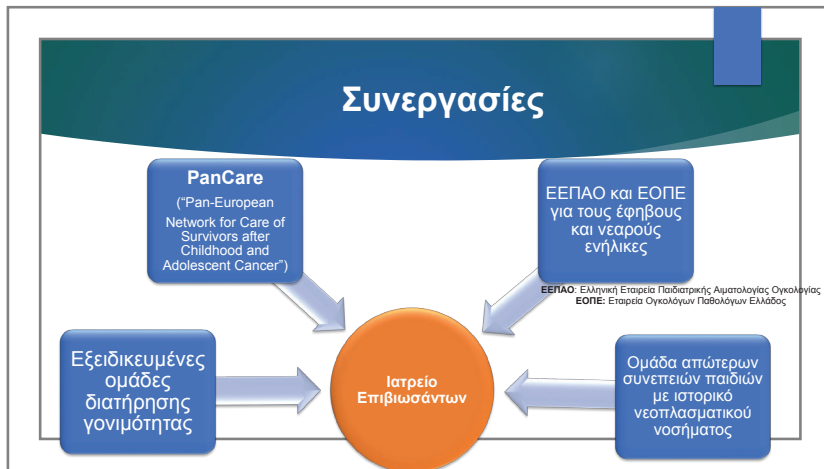 Συνεργασίες
PanCare
(“Pan-European
Network for Care of
Survivors after
Childhood and
Adolescent Cancer”)
ΕΕΠΑΟ και ΕΟΠΕ
για τους έφηβους
και νεαρούς
ενήλικες
ΕΕΠΑΟ: Ελληνική Εταιρεία Παιδιατρικής Αιματολογίας Ογκολογίας
ΕΟΠΕ: Εταιρεία Ογκολόγων Παθολόγων Ελλάδος
Εξειδικευμένες
ομάδες
διατήρησης
γονιμότητας
Ιατρείο
Επιβιωσάντων
Ομάδα απώτερων
συνεπειών παιδιών
με ιστορικό
νεοπλασματικού
νοσήματος